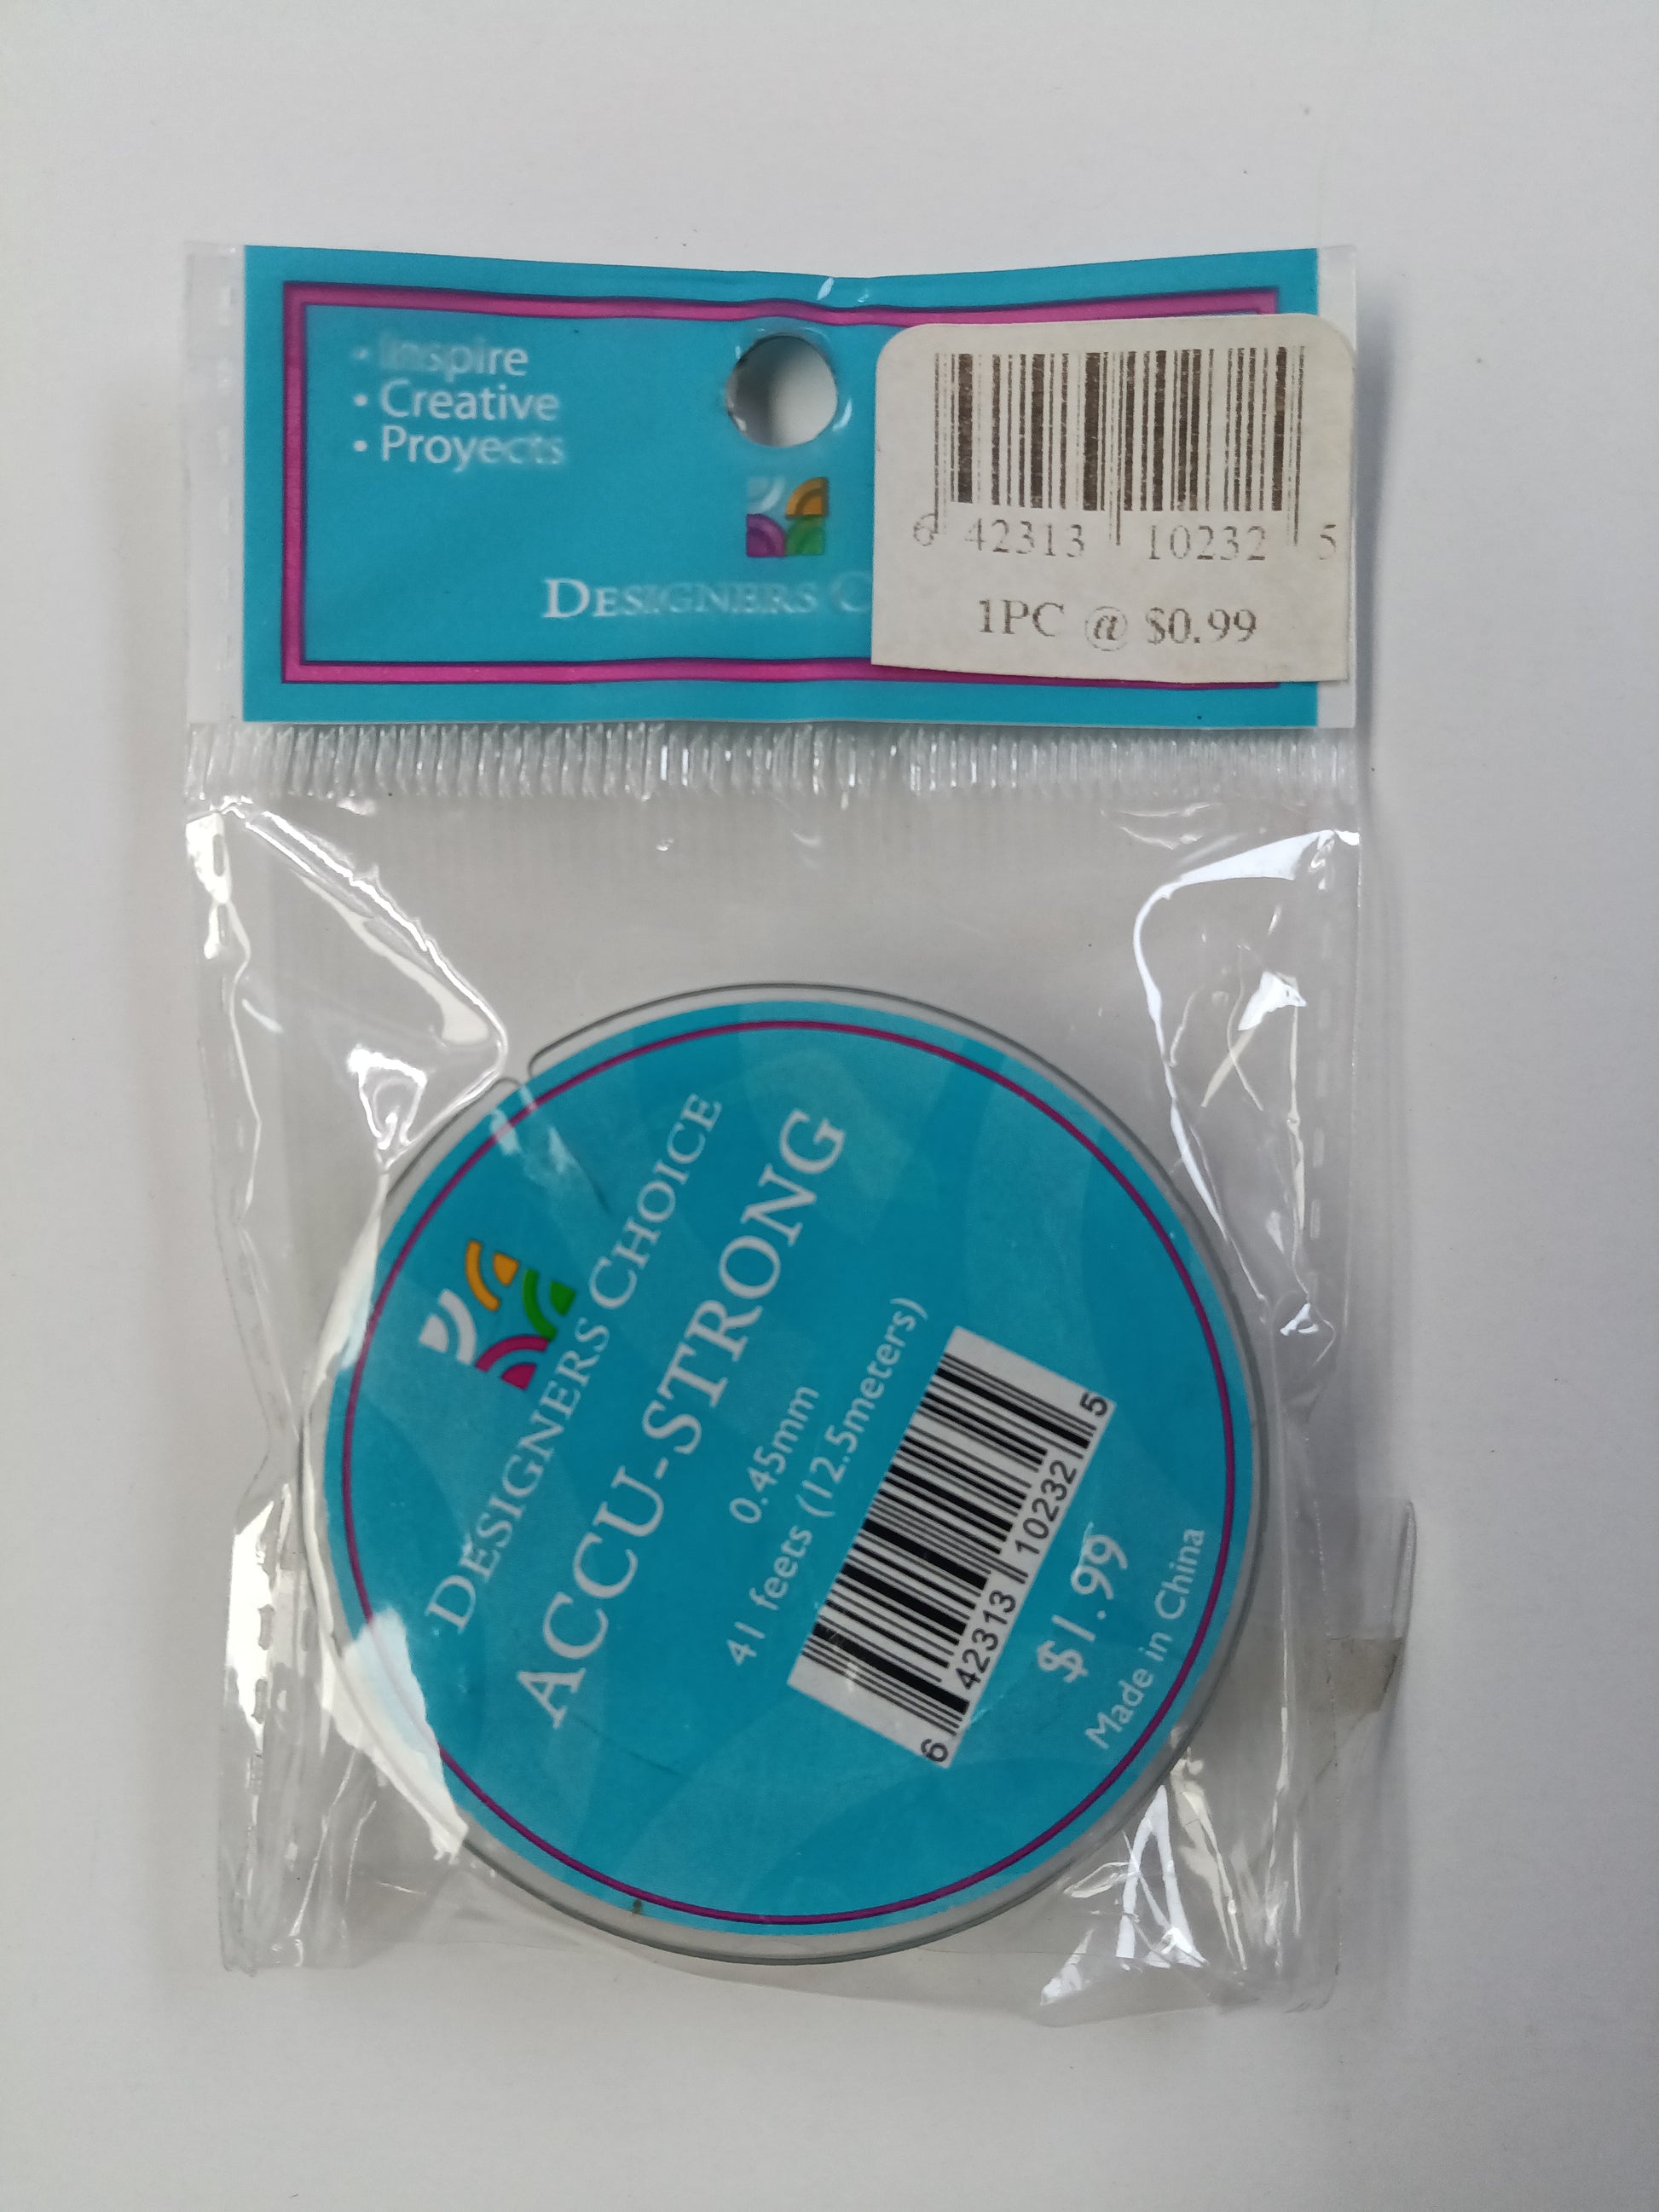 • Inspire
• Creative
• Proyects
DESIGNERS C
6 42313 10232 5
1PC @ $0.99
DESIGNERS CHOICE
ACCU-STRONG
0.45mm
41 feets (12.5meters)
6 42313 10232 5
$1.99
Made in China